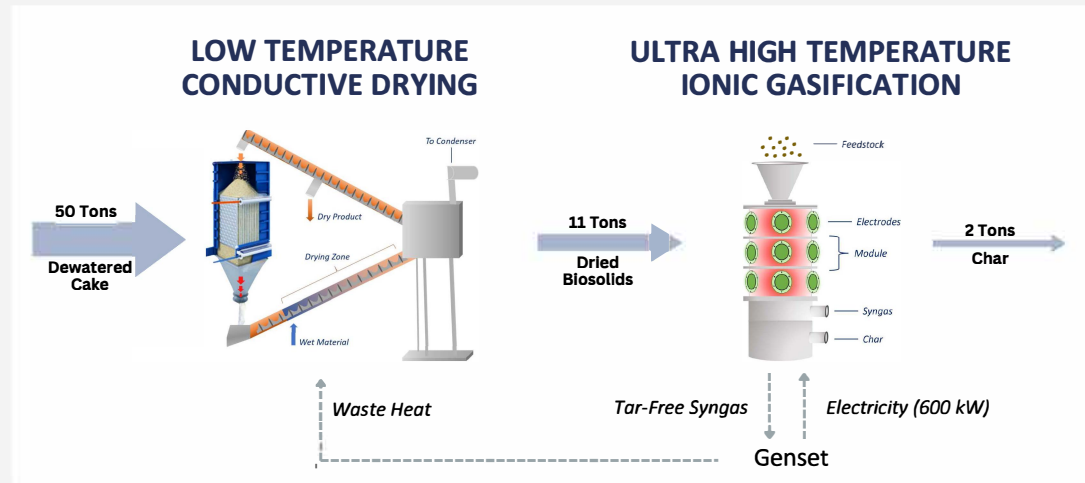 LOW TEMPERATURE
CONDUCTIVE DRYING
ULTRA HIGH TEMPERATURE
IONIC GASIFICATION
To Condenser
Feedstock
50 Tons
Dewatered
Cake
Dry Product
Drying Zone
Wet Material
11 Tons
Dried
Biosolids
Electrodes
Module
Syngas
Char
2 Tons
Char
Waste Heat
Tar-Free Syngas
Electricity (600 kW)
Genset